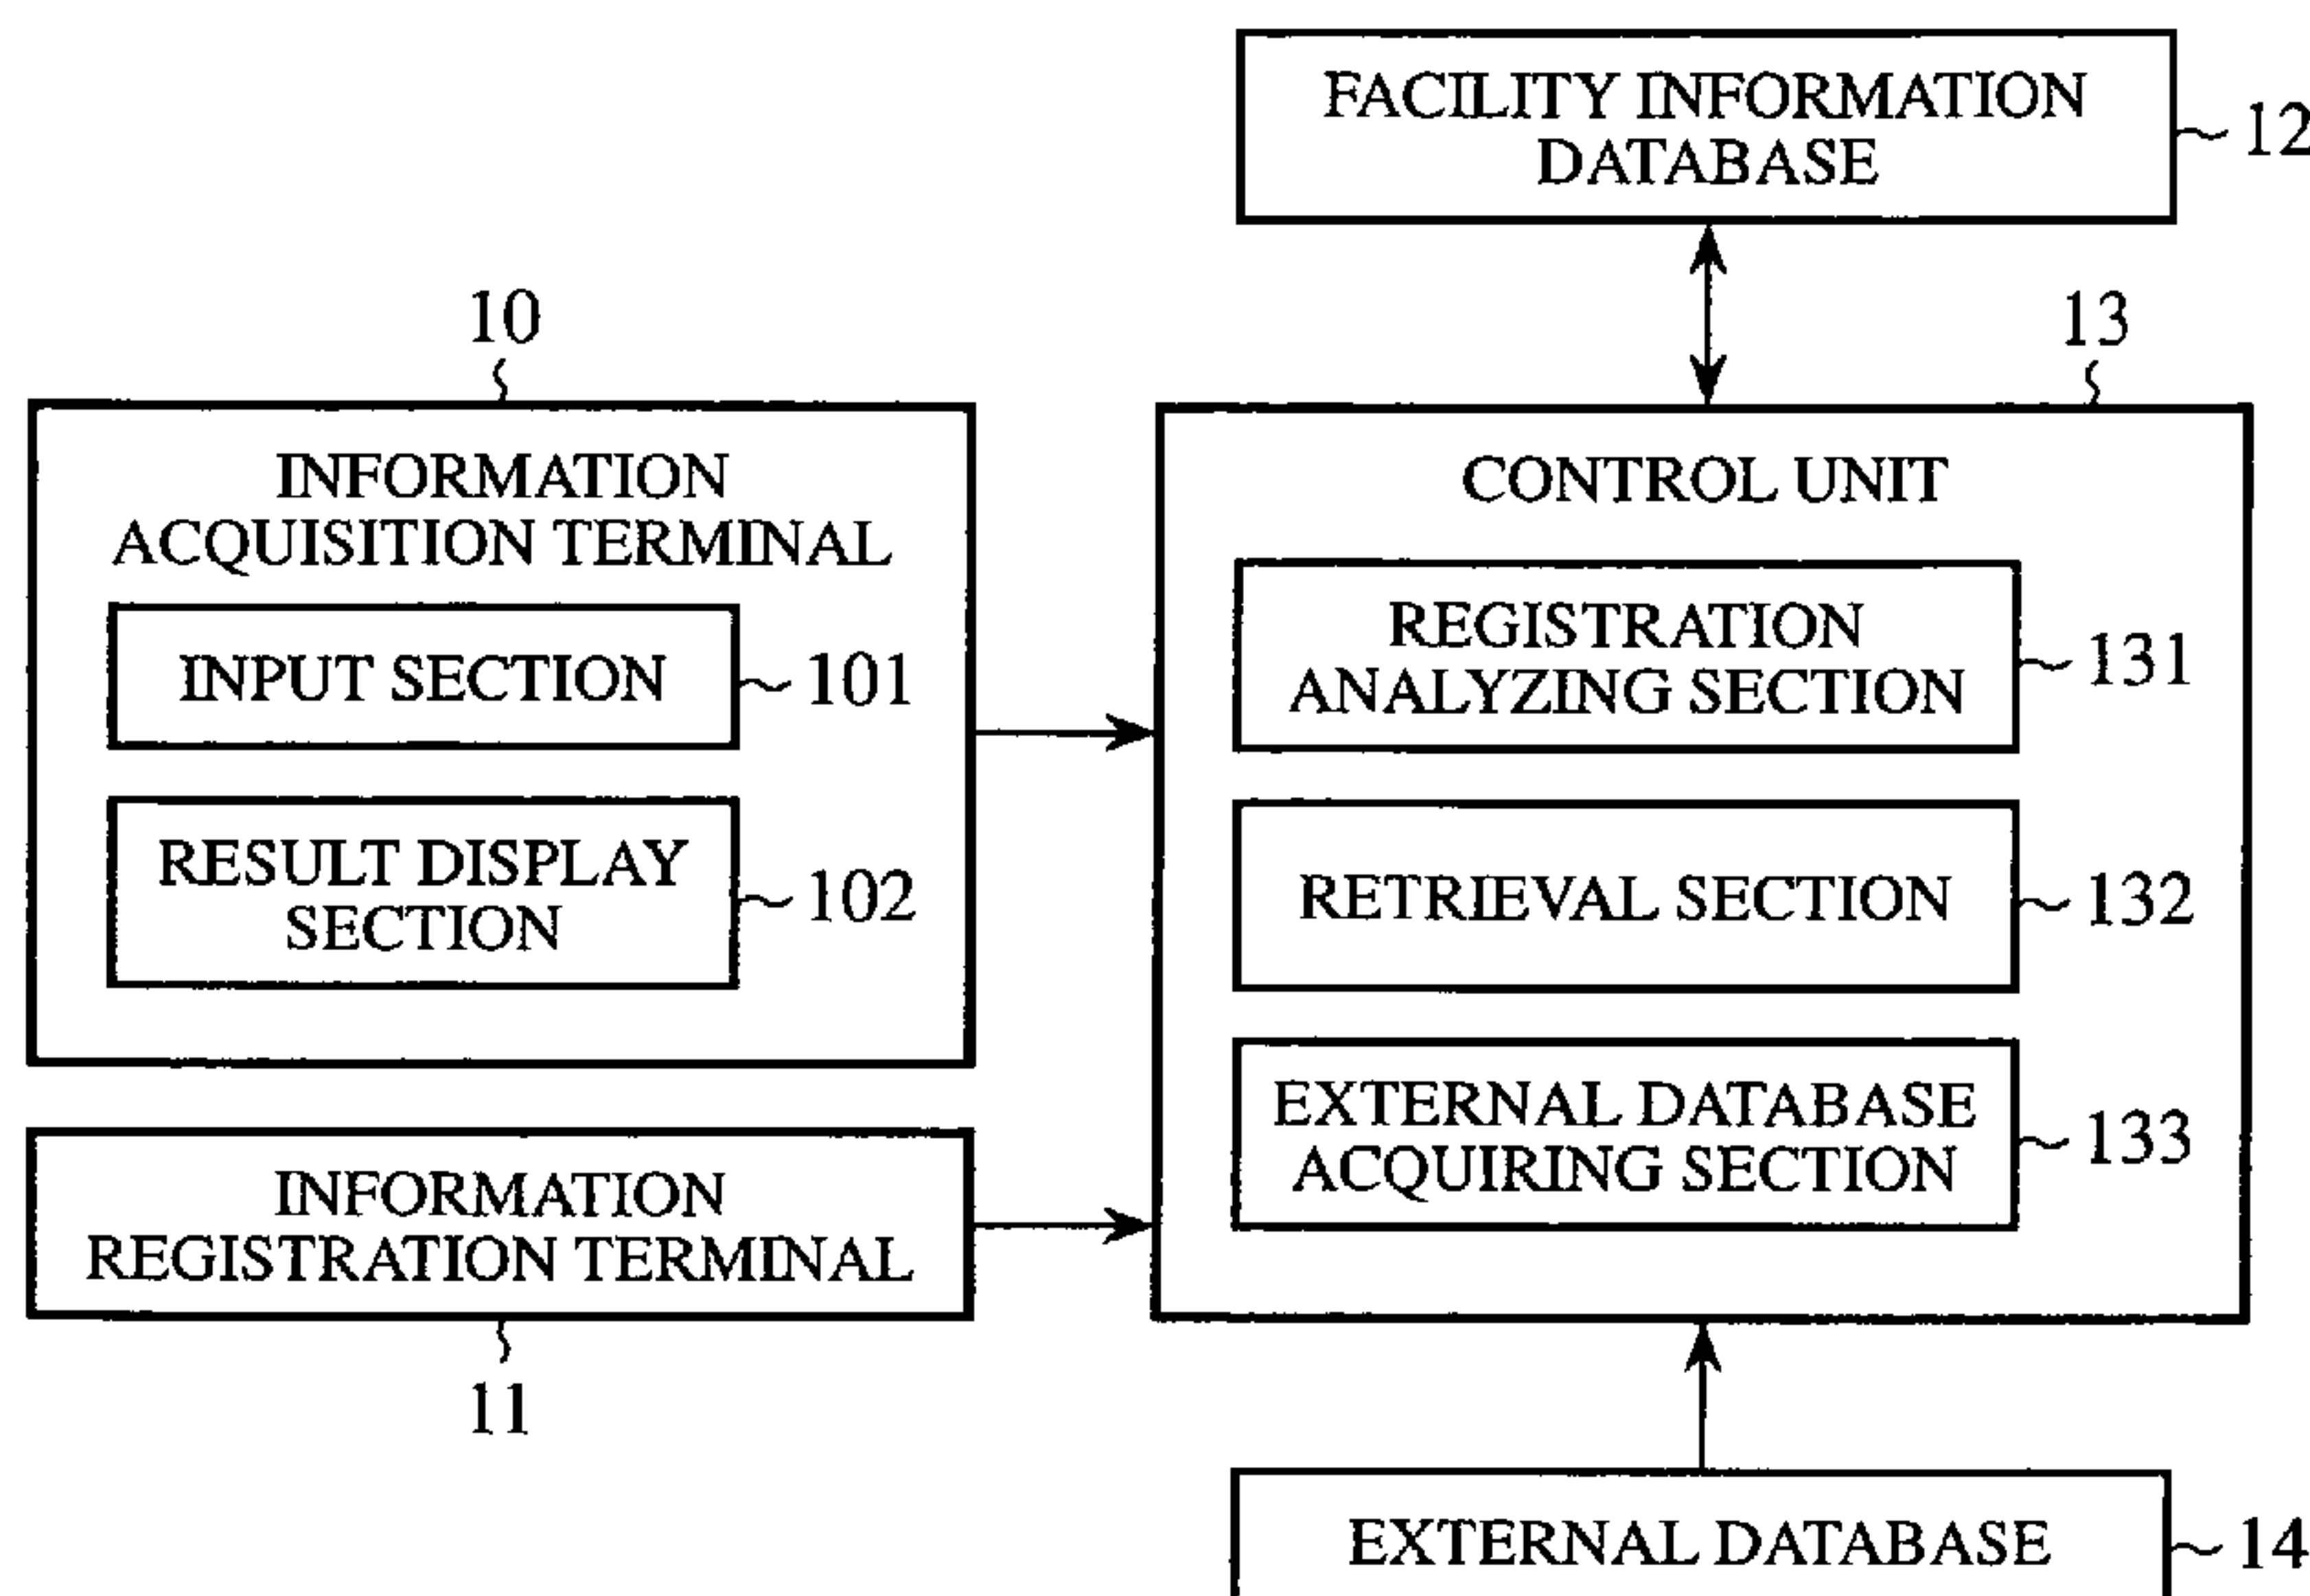 FACILITY INFORMATION
DATABASE
12
10
INFORMATION
ACQUISITION TERMINAL
INPUT SECTION
101
RESULT DISPLAY
SECTION
102
13
CONTROL UNIT
REGISTRATION
ANALYZING SECTION
131
RETRIEVAL SECTION
132
EXTERNAL DATABASE
ACQUIRING SECTION
133
INFORMATION
REGISTRATION TERMINAL
11
EXTERNAL DATABASE
14